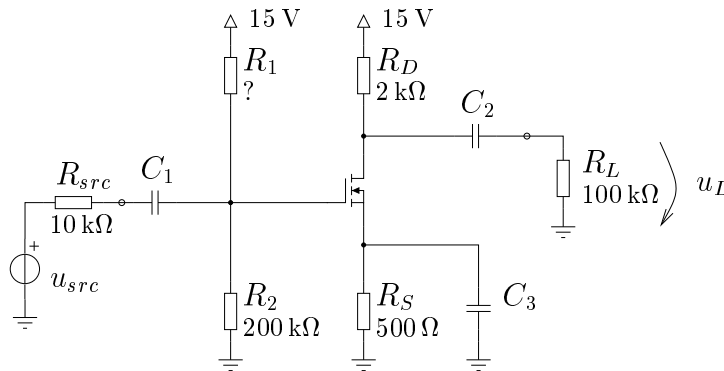 15 V
15 V
R1
?
RD
2 kΩ
C2
Rsrc
10 kΩ
C1
RL
100 kΩ
uL
+
usrc
R2
200 kΩ
RS
500 Ω
C3